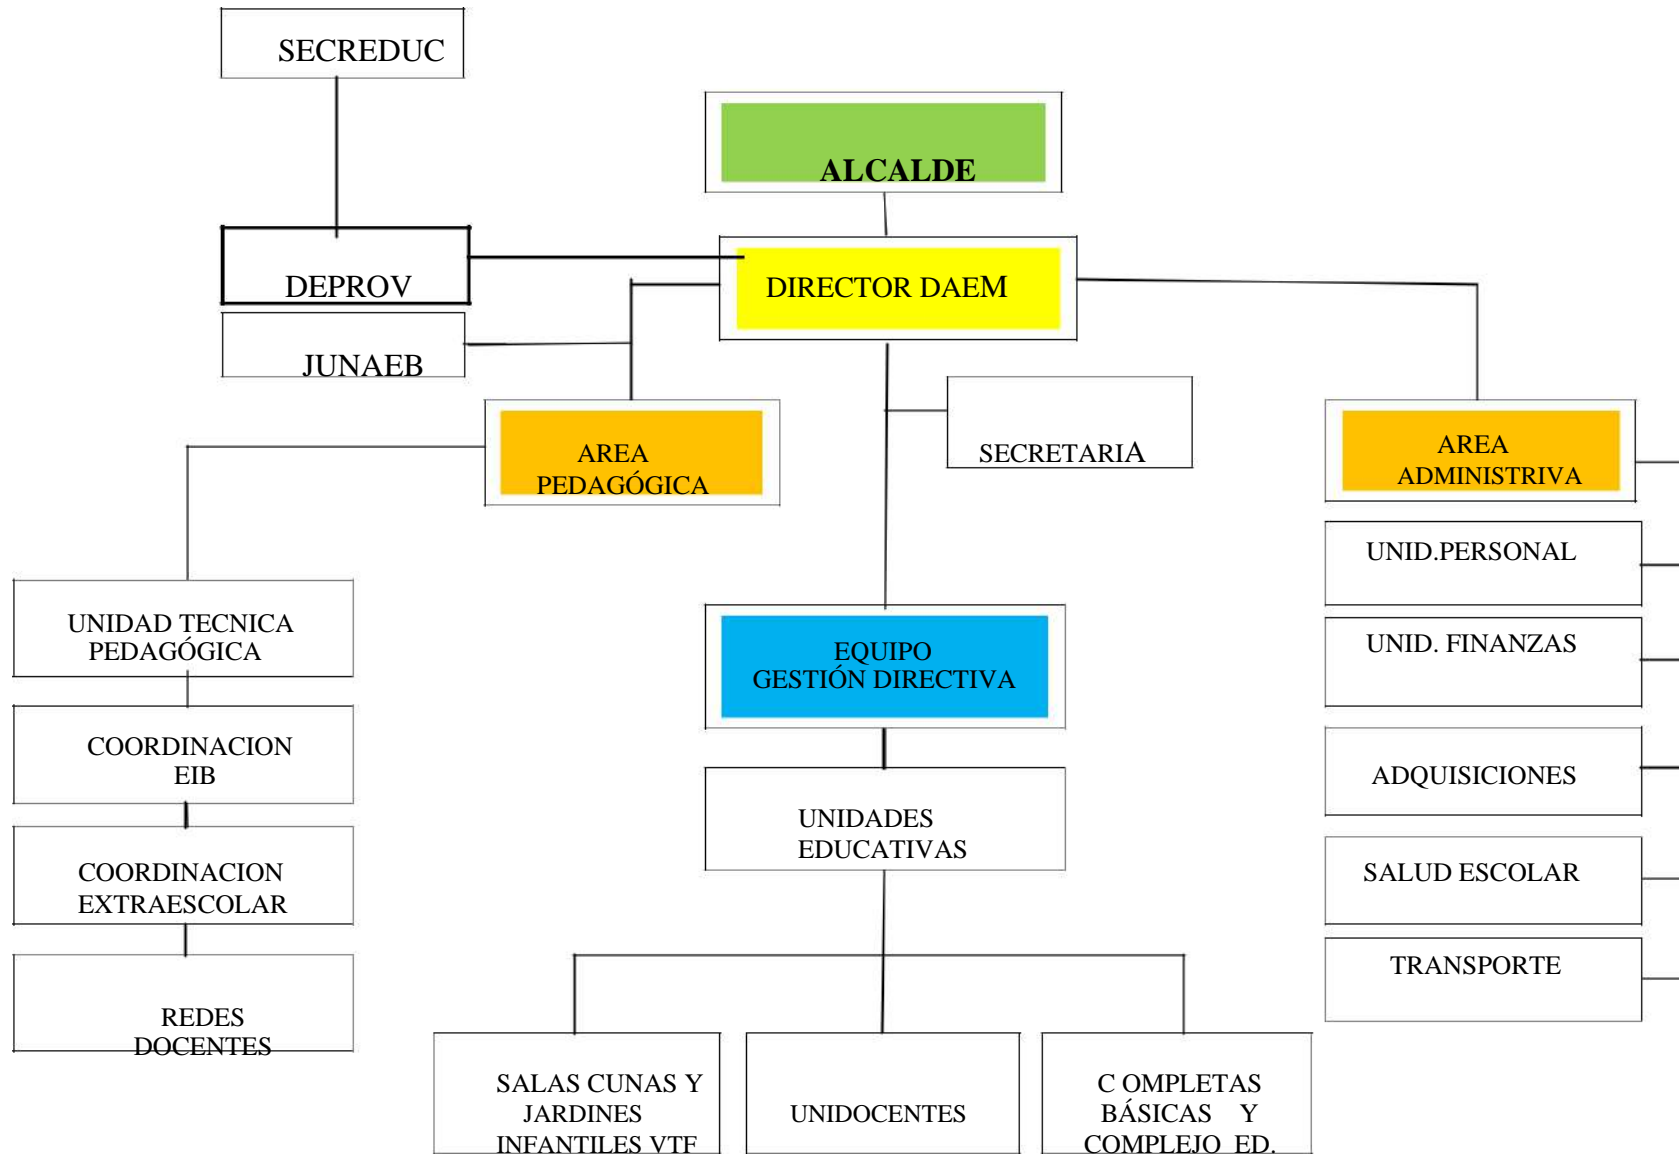 SECREDUC
ALCALDE
DEPROV
DIRECTOR DAEM
JUNAEB
SECRETARIA
AREA
PEDAGÓGICA
AREA
ADMINISTRIVA
UNID.PERSONAL
UNID. FINANZAS
ADQUISICIONES
SALUD ESCOLAR
TRANSPORTE
UNIDAD TECNICA
PEDAGÓGICA
COORDINACION
EIB
COORDINACION
EXTRAESCOLAR
REDES
DOCENTES
EQUIPO
GESTIÓN DIRECTIVA
UNIDADES
EDUCATIVAS
SALAS CUNAS Y
JARDINES
INFANTILES VTF
UNIDOCENTES
C OMPLETAS
BÁSICAS Y
COMPLEJO ED.